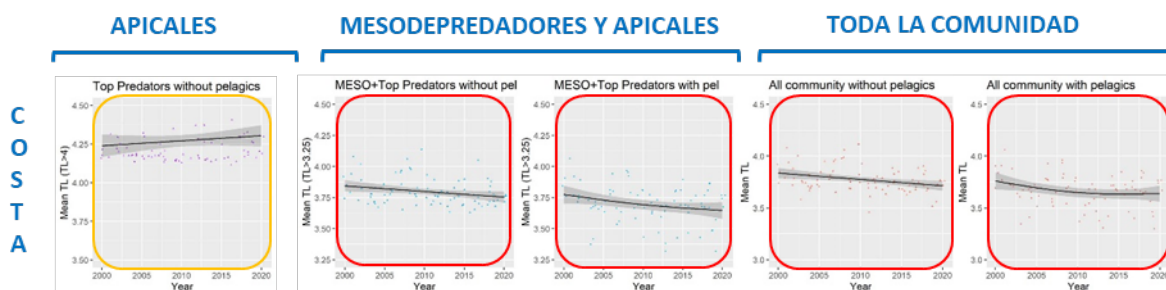 APICALES
MESODEPREDADORES Y APICALES
TODA LA COMUNIDAD
COSTA
Top Predators without pelagics
4.50
4.25
4.00
3.75
3.50
Mean TL (TL>4)
2000 2005 2010 2015 2020
Year
MESO+Top Predators without pel
4.50
4.25
4.00
3.75
3.50
3.25
Mean TL (TL>3.25)
2000 2005 2010 2015 2020
Year
MESO+Top Predators with pel
4.50
4.25
4.00
3.75
3.50
3.25
Mean TL (TL>3.25)
2000 2005 2010 2015 2020
Year
All community without pelagics
4.5
4.0
3.5
3.0
Mean TL
2000 2005 2010 2015 2020
Year
All community with pelagics
4.5
4.0
3.5
3.0
Mean TL
2000 2005 2010 2015 2020
Year